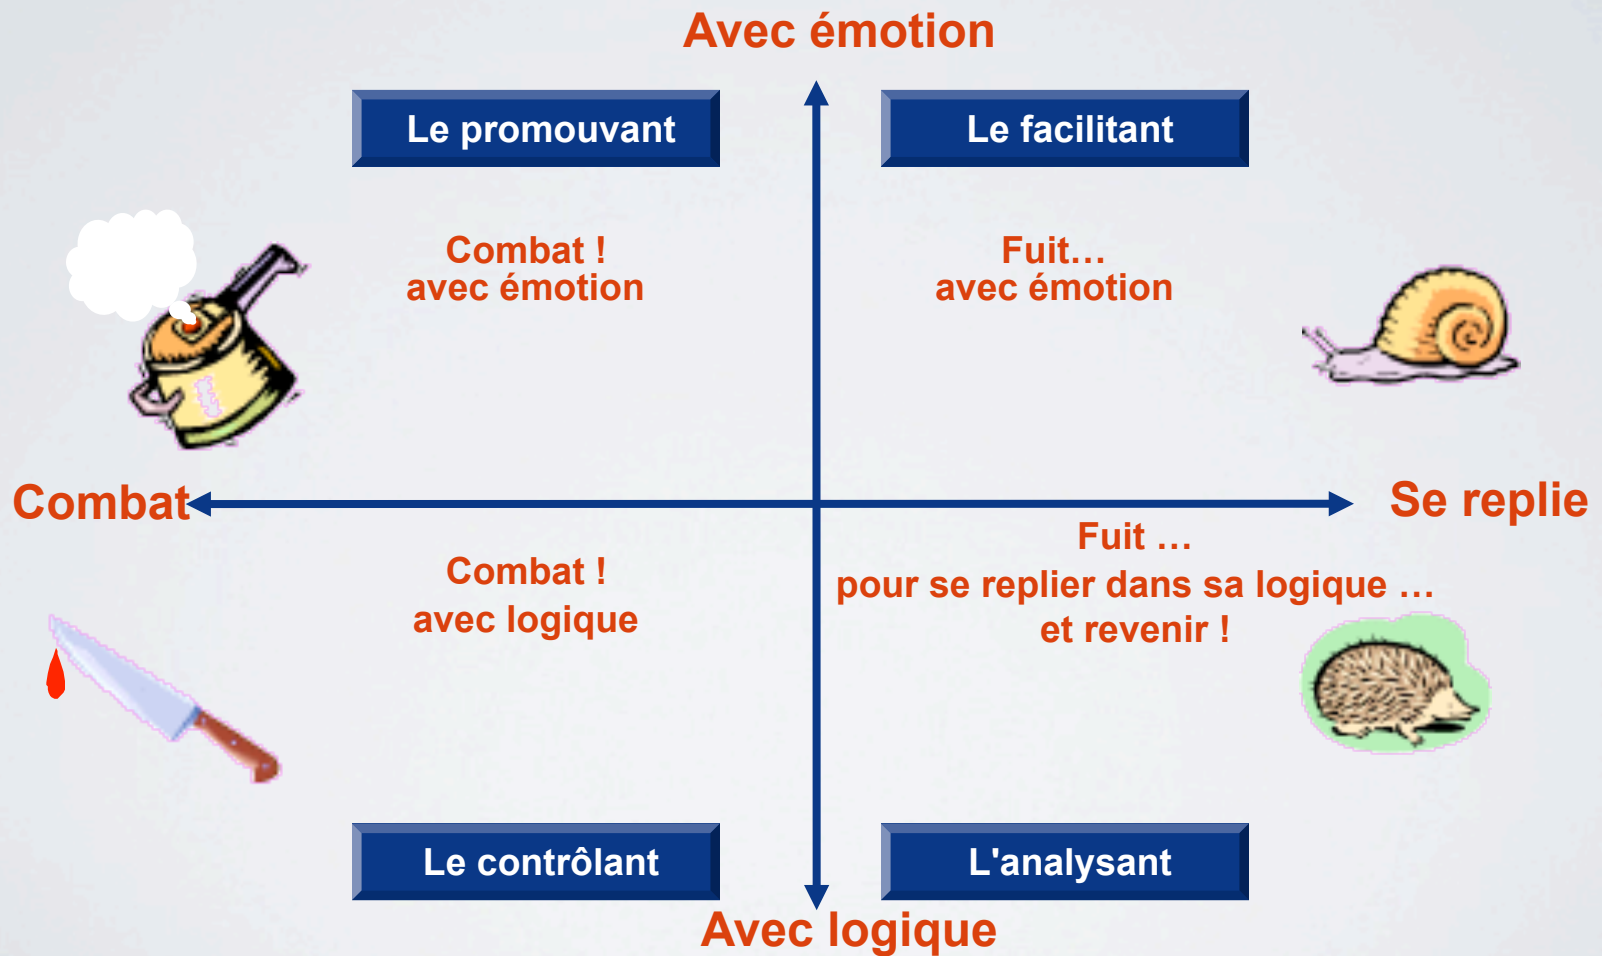 Avec émotion
Le promouvant
Le facilitant
Combat !
avec émotion
Fuit…
avec émotion
Combat
Se replie
Combat !
avec logique
Fuit …
pour se replier dans sa logique …
et revenir !
Le contrôlant
L'analysant
Avec logique